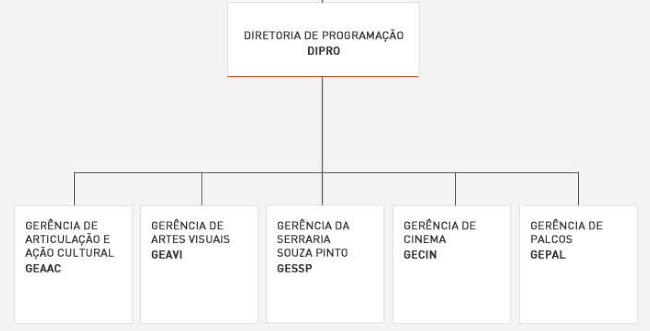 DIRETORIA DE PROGRAMAÇÃO
DIPRO
GERÊNCIA DE
ARTICULAÇÃO E
AÇÃO CULTURAL
GEAAC
GERÊNCIA DE
ARTES VISUAIS
GEAVI
GERÊNCIA DA
SERRARIA
SOUZA PINTO
GESSP
GERÊNCIA DE
CINEMA
GECIN
GERÊNCIA DE
PALCOS
GEPAL